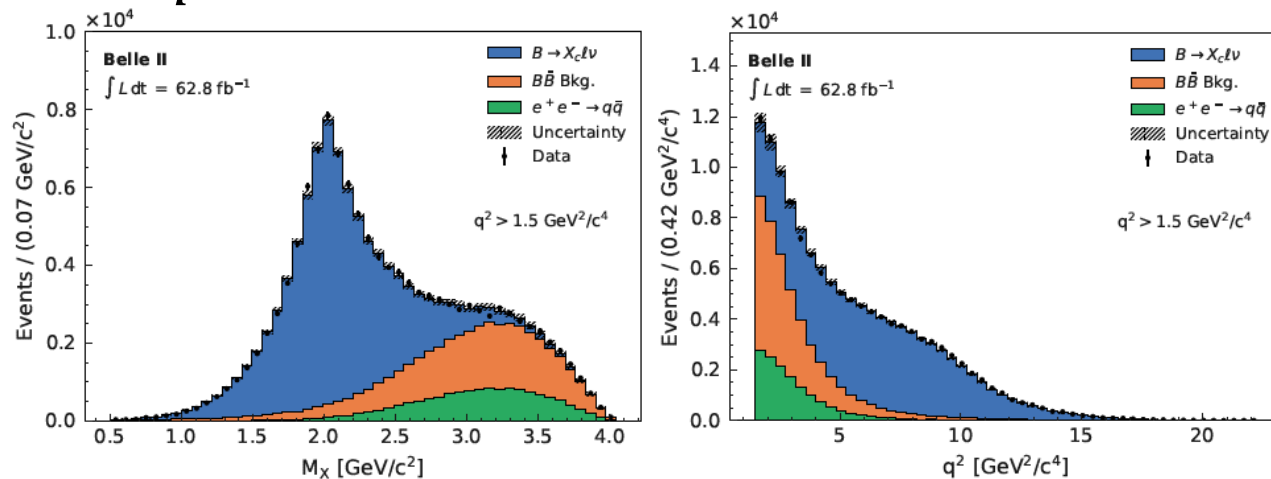 ×10⁴
1.0
0.8
0.6
0.4
0.2
0.0
Events / (0.07 GeV/c²)
Belle II
∫ L dt = 62.8 fb⁻¹
B → X_cℓν
BB̄ Bkg.
e⁺e⁻ → qq̄
Uncertainty
Data
q² > 1.5 GeV²/c⁴
0.5 1.0 1.5 2.0 2.5 3.0 3.5 4.0
M_X [GeV/c²]
×10⁴
1.4
1.2
1.0
0.8
0.6
0.4
0.2
0.0
Events / (0.42 GeV²/c⁴)
Belle II
∫ L dt = 62.8 fb⁻¹
B → X_cℓν
BB̄ Bkg.
e⁺e⁻ → qq̄
Uncertainty
Data
q² > 1.5 GeV²/c⁴
5 10 15 20
q² [GeV²/c⁴]